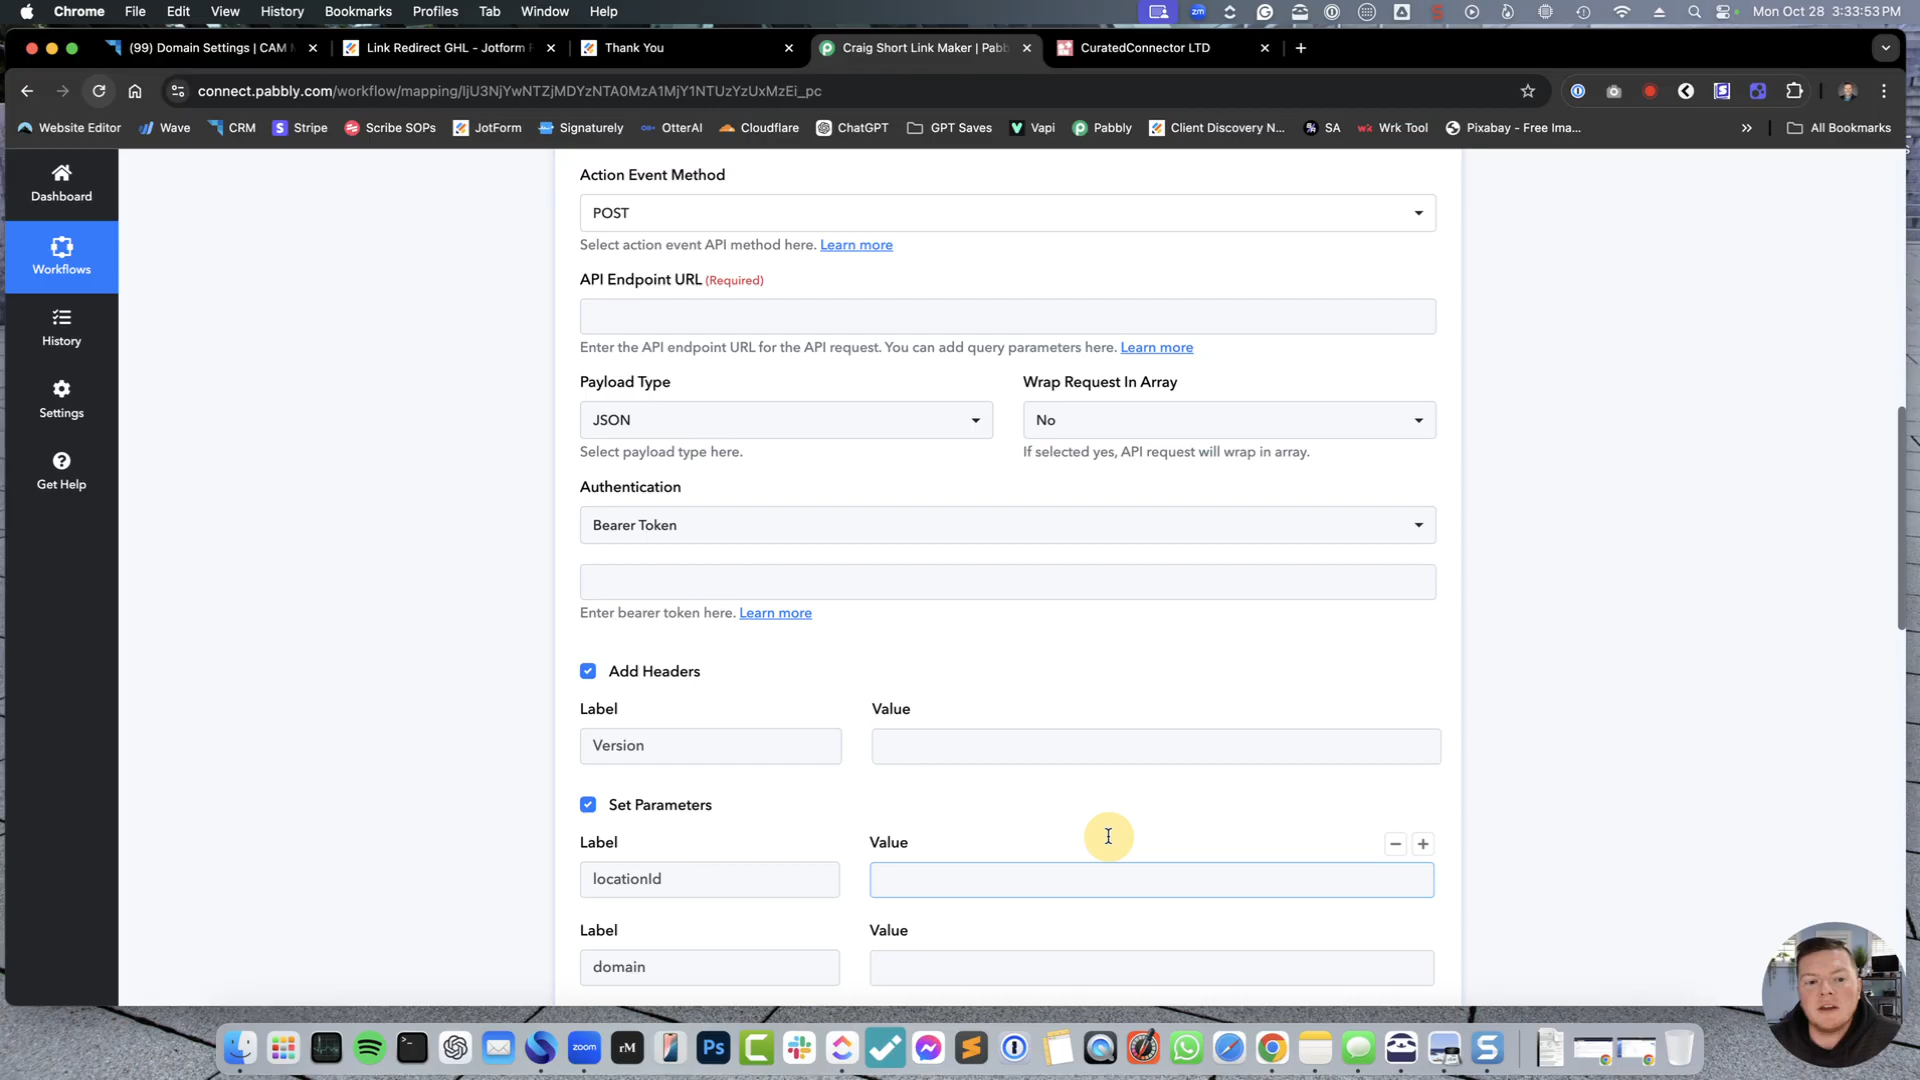 Chrome File Edit View History Bookmarks Profiles Tab Window Help Mon Oct 28 3:33:53 PM
(99) Domain Settings | CAM Link Redirect GHL - Jotform Thank You Craig Short Link Maker | Pabb CuratedConnector LTD
connect.pabbly.com/workflow/mapping/IjU3NjYwNTZjMDYzNTA0MzA1MjY1NTUzYzUxMzEi_pc
Website Editor Wave CRM Stripe Scribe SOPs JotForm Signaturely OtterAI Cloudflare ChatGPT GPT Saves Vapi Pabbly Client Discovery N... SA Wrk Tool Pixabay - Free Ima... » All Bookmarks
Dashboard
Workflows
History
Settings
Get Help
Action Event Method
POST
Select action event API method here. Learn more
API Endpoint URL (Required)
Enter the API endpoint URL for the API request. You can add query parameters here. Learn more
Payload Type Wrap Request In Array
JSON No
Select payload type here. If selected yes, API request will wrap in array.
Authentication
Bearer Token
Enter bearer token here. Learn more
Add Headers
Label Value
Version
Set Parameters
Label Value
locationId
Label Value
domain
zoom rM Ps